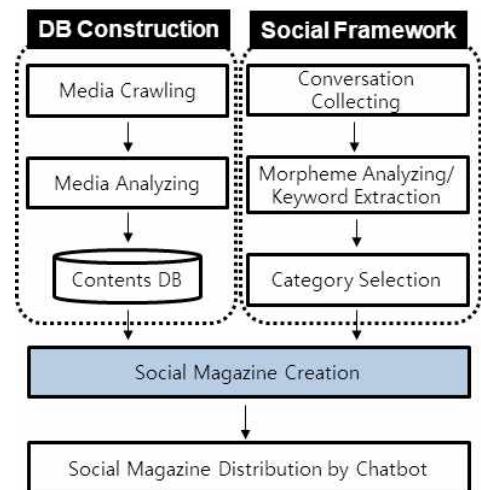 DB Construction
Media Crawling
Media Analyzing
Contents DB
Social Framework
Conversation
Collecting
Morpheme Analyzing/
Keyword Extraction
Category Selection
Social Magazine Creation
Social Magazine Distribution by Chatbot